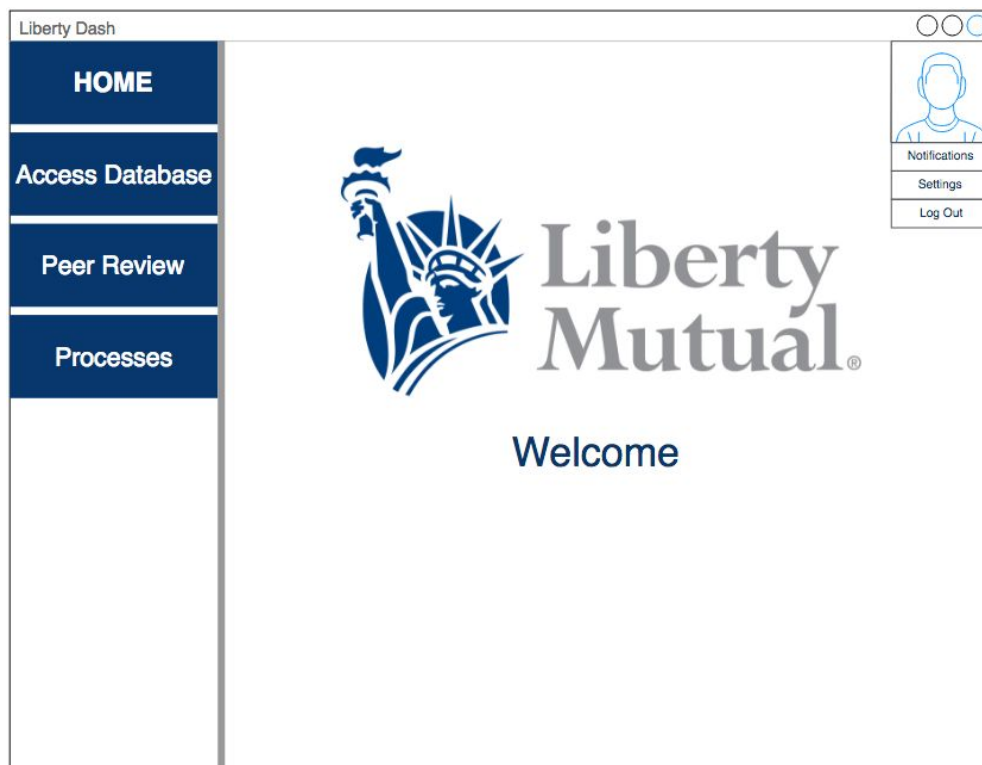 Liberty Dash
HOME
Access Database
Peer Review
Processes
Notifications
Settings
Log Out
Liberty
Mutual®
Welcome